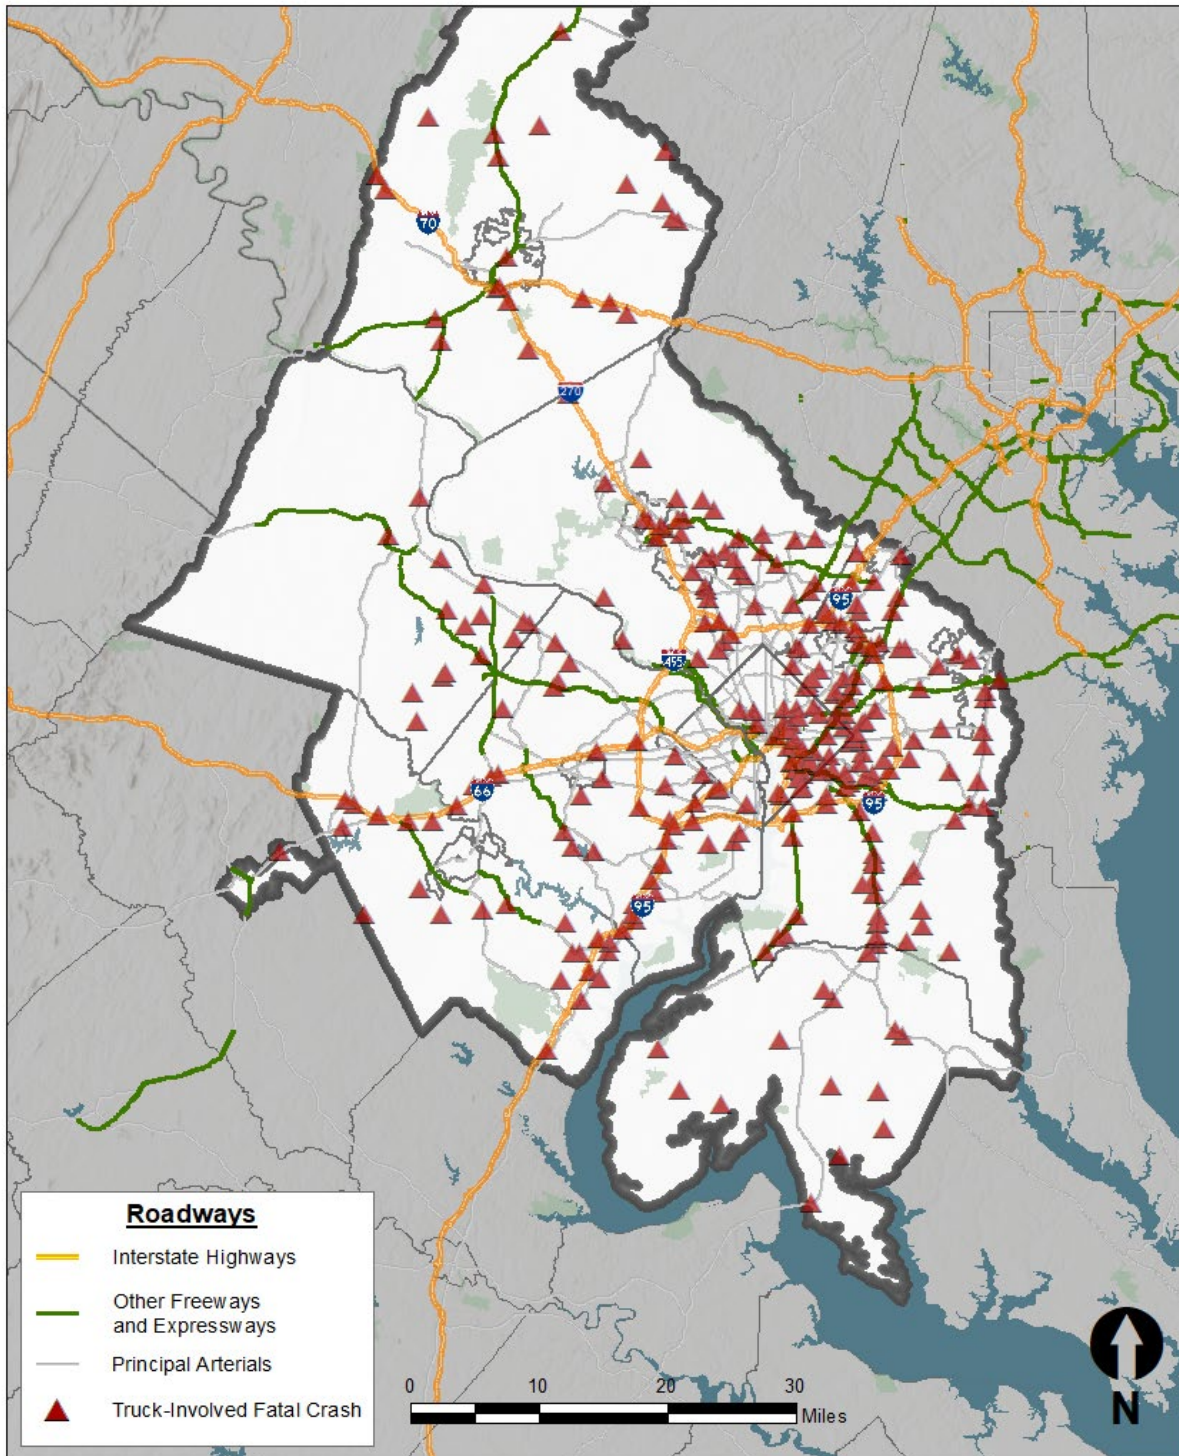 70
270
95
495
66
95
95
Roadways
Interstate Highways
Other Freeways
and Expressways
Principal Arterials
Truck-Involved Fatal Crash
0 10 20 30
Miles
N